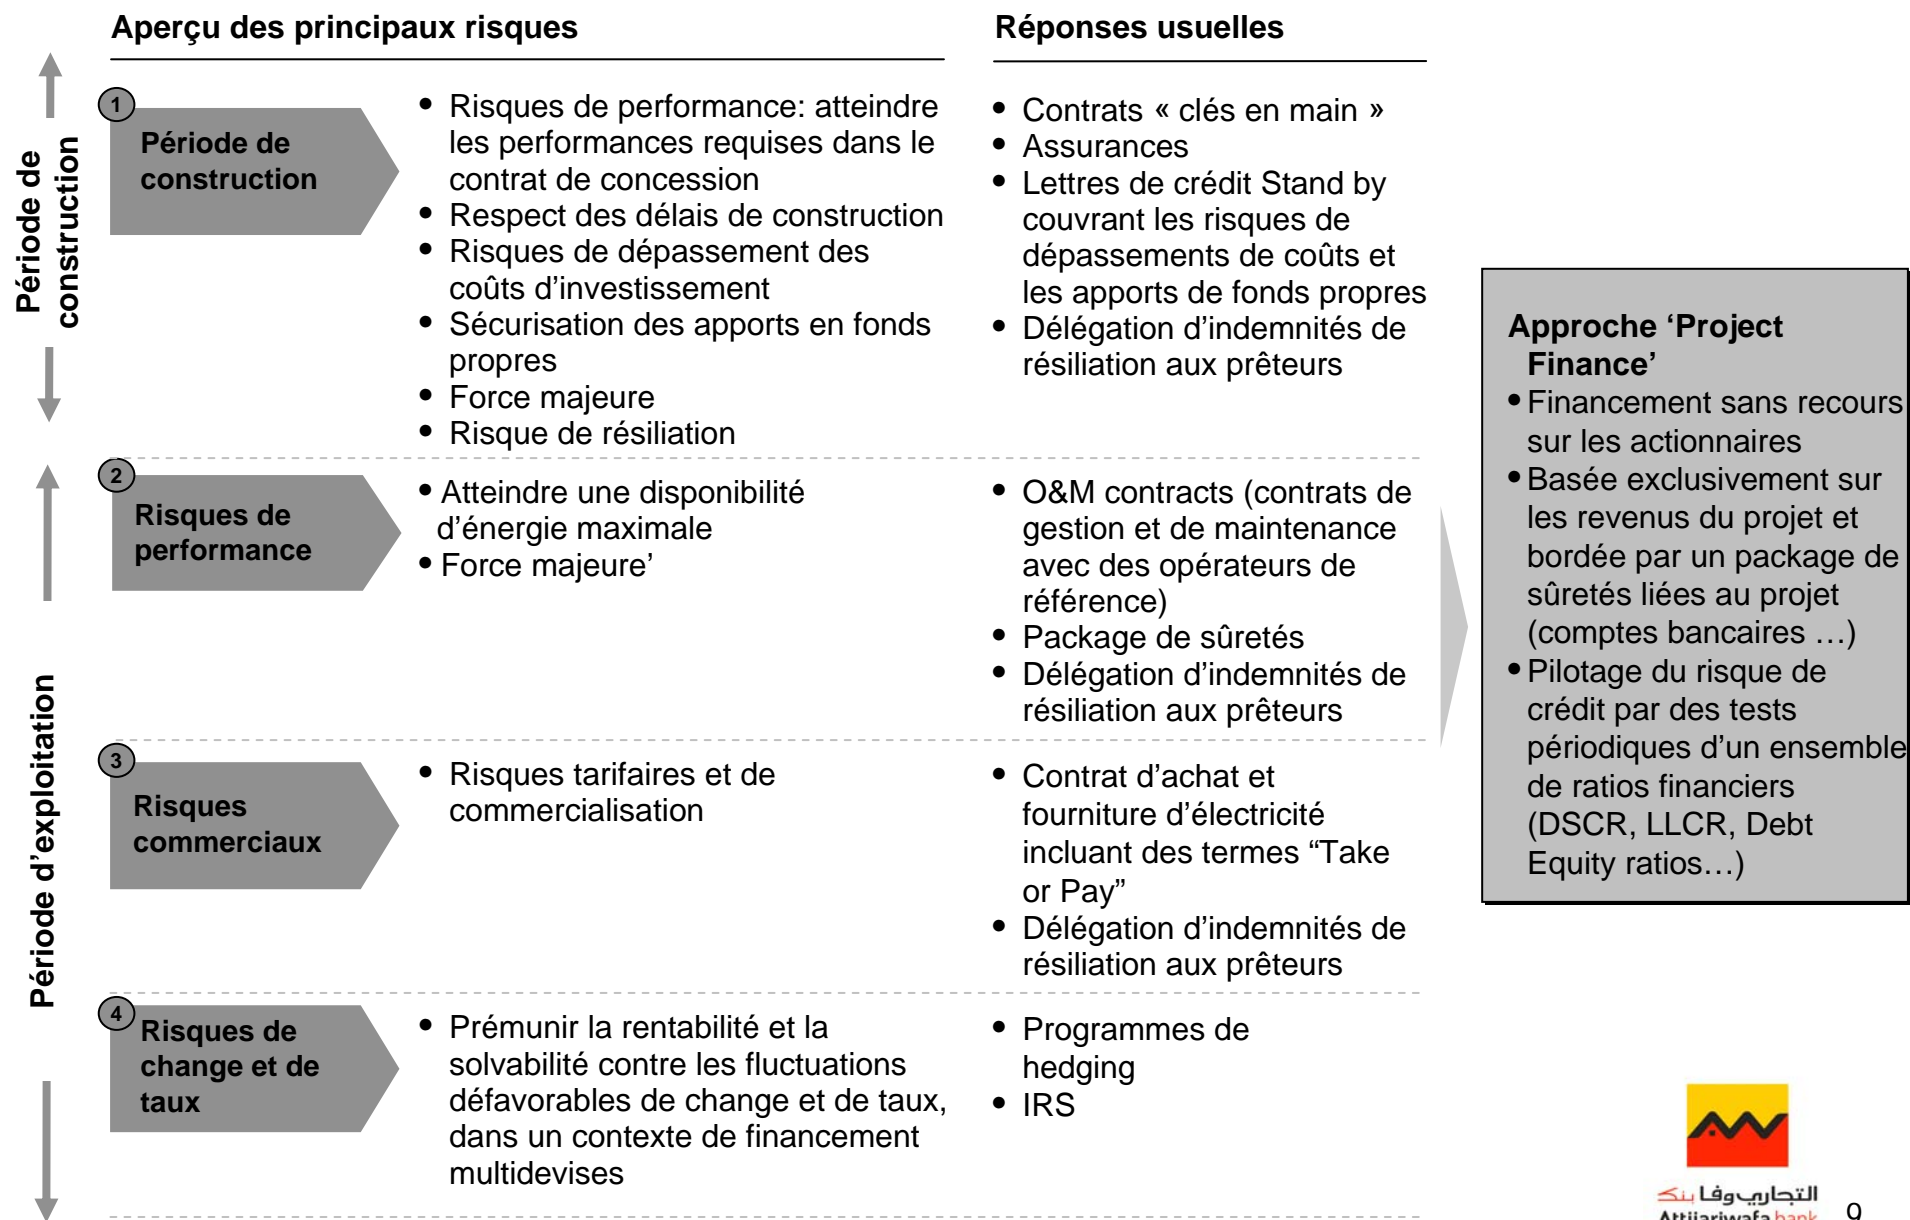 Aperçu des principaux risques
Réponses usuelles
Période de
construction
1
Période de
construction
• Risques de performance: atteindre
les performances requises dans le
contrat de concession
• Respect des délais de construction
• Risques de dépassement des
coûts d'investissement
• Sécurisation des apports en fonds
propres
• Force majeure
• Risque de résiliation
• Contrats « clés en main »
• Assurances
• Lettres de crédit Stand by
couvrant les risques de
dépassements de coûts et
les apports de fonds propres
• Délégation d'indemnités de
résiliation aux prêteurs
Période d'exploitation
2
Risques de
performance
• Atteindre une disponibilité
d'énergie maximale
• Force majeure'
• O&M contracts (contrats de
gestion et de maintenance
avec des opérateurs de
référence)
• Package de sûretés
• Délégation d'indemnités de
résiliation aux prêteurs
3
Risques
commerciaux
• Risques tarifaires et de
commercialisation
• Contrat d'achat et
fourniture d'électricité
incluant des termes “Take
or Pay”
• Délégation d'indemnités de
résiliation aux prêteurs
4
Risques de
change et de
taux
• Prémunir la rentabilité et la
solvabilité contre les fluctuations
défavorables de change et de taux,
dans un contexte de financement
multidevises
• Programmes de
hedging
• IRS
Approche ‘Project
Finance’
• Financement sans recours
sur les actionnaires
• Basée exclusivement sur
les revenus du projet et
bordée par un package de
sûretés liées au projet
(comptes bancaires …)
• Pilotage du risque de
crédit par des tests
périodiques d'un ensemble
de ratios financiers
(DSCR, LLCR, Debt
Equity ratios…)
التجاري وفا بنك
Attijariwafa bank
9